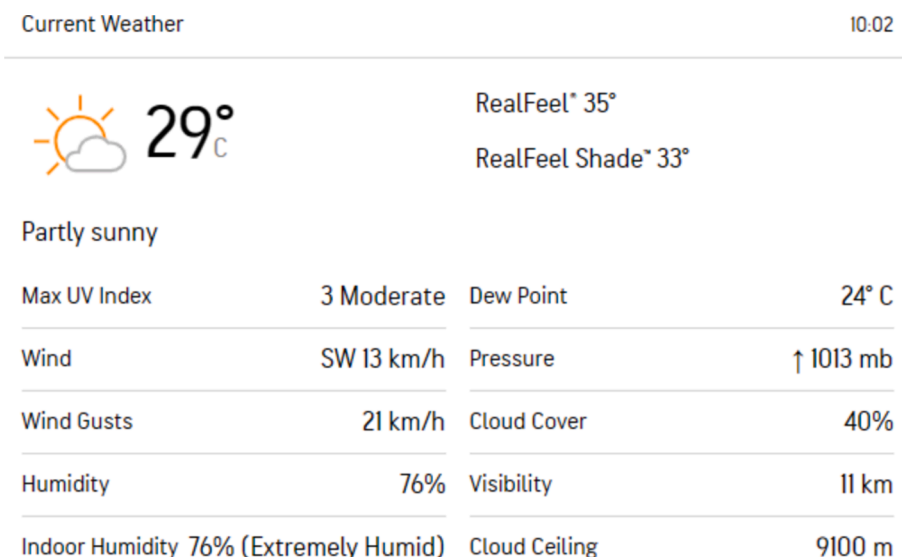 Current Weather 10:02
29°C
RealFeel® 35°
RealFeel Shade™ 33°
Partly sunny
Max UV Index 3 Moderate
Dew Point 24° C
Wind SW 13 km/h
Pressure ↑ 1013 mb
Wind Gusts 21 km/h
Cloud Cover 40%
Humidity 76%
Visibility 11 km
Indoor Humidity 76% (Extremely Humid)
Cloud Ceiling 9100 m